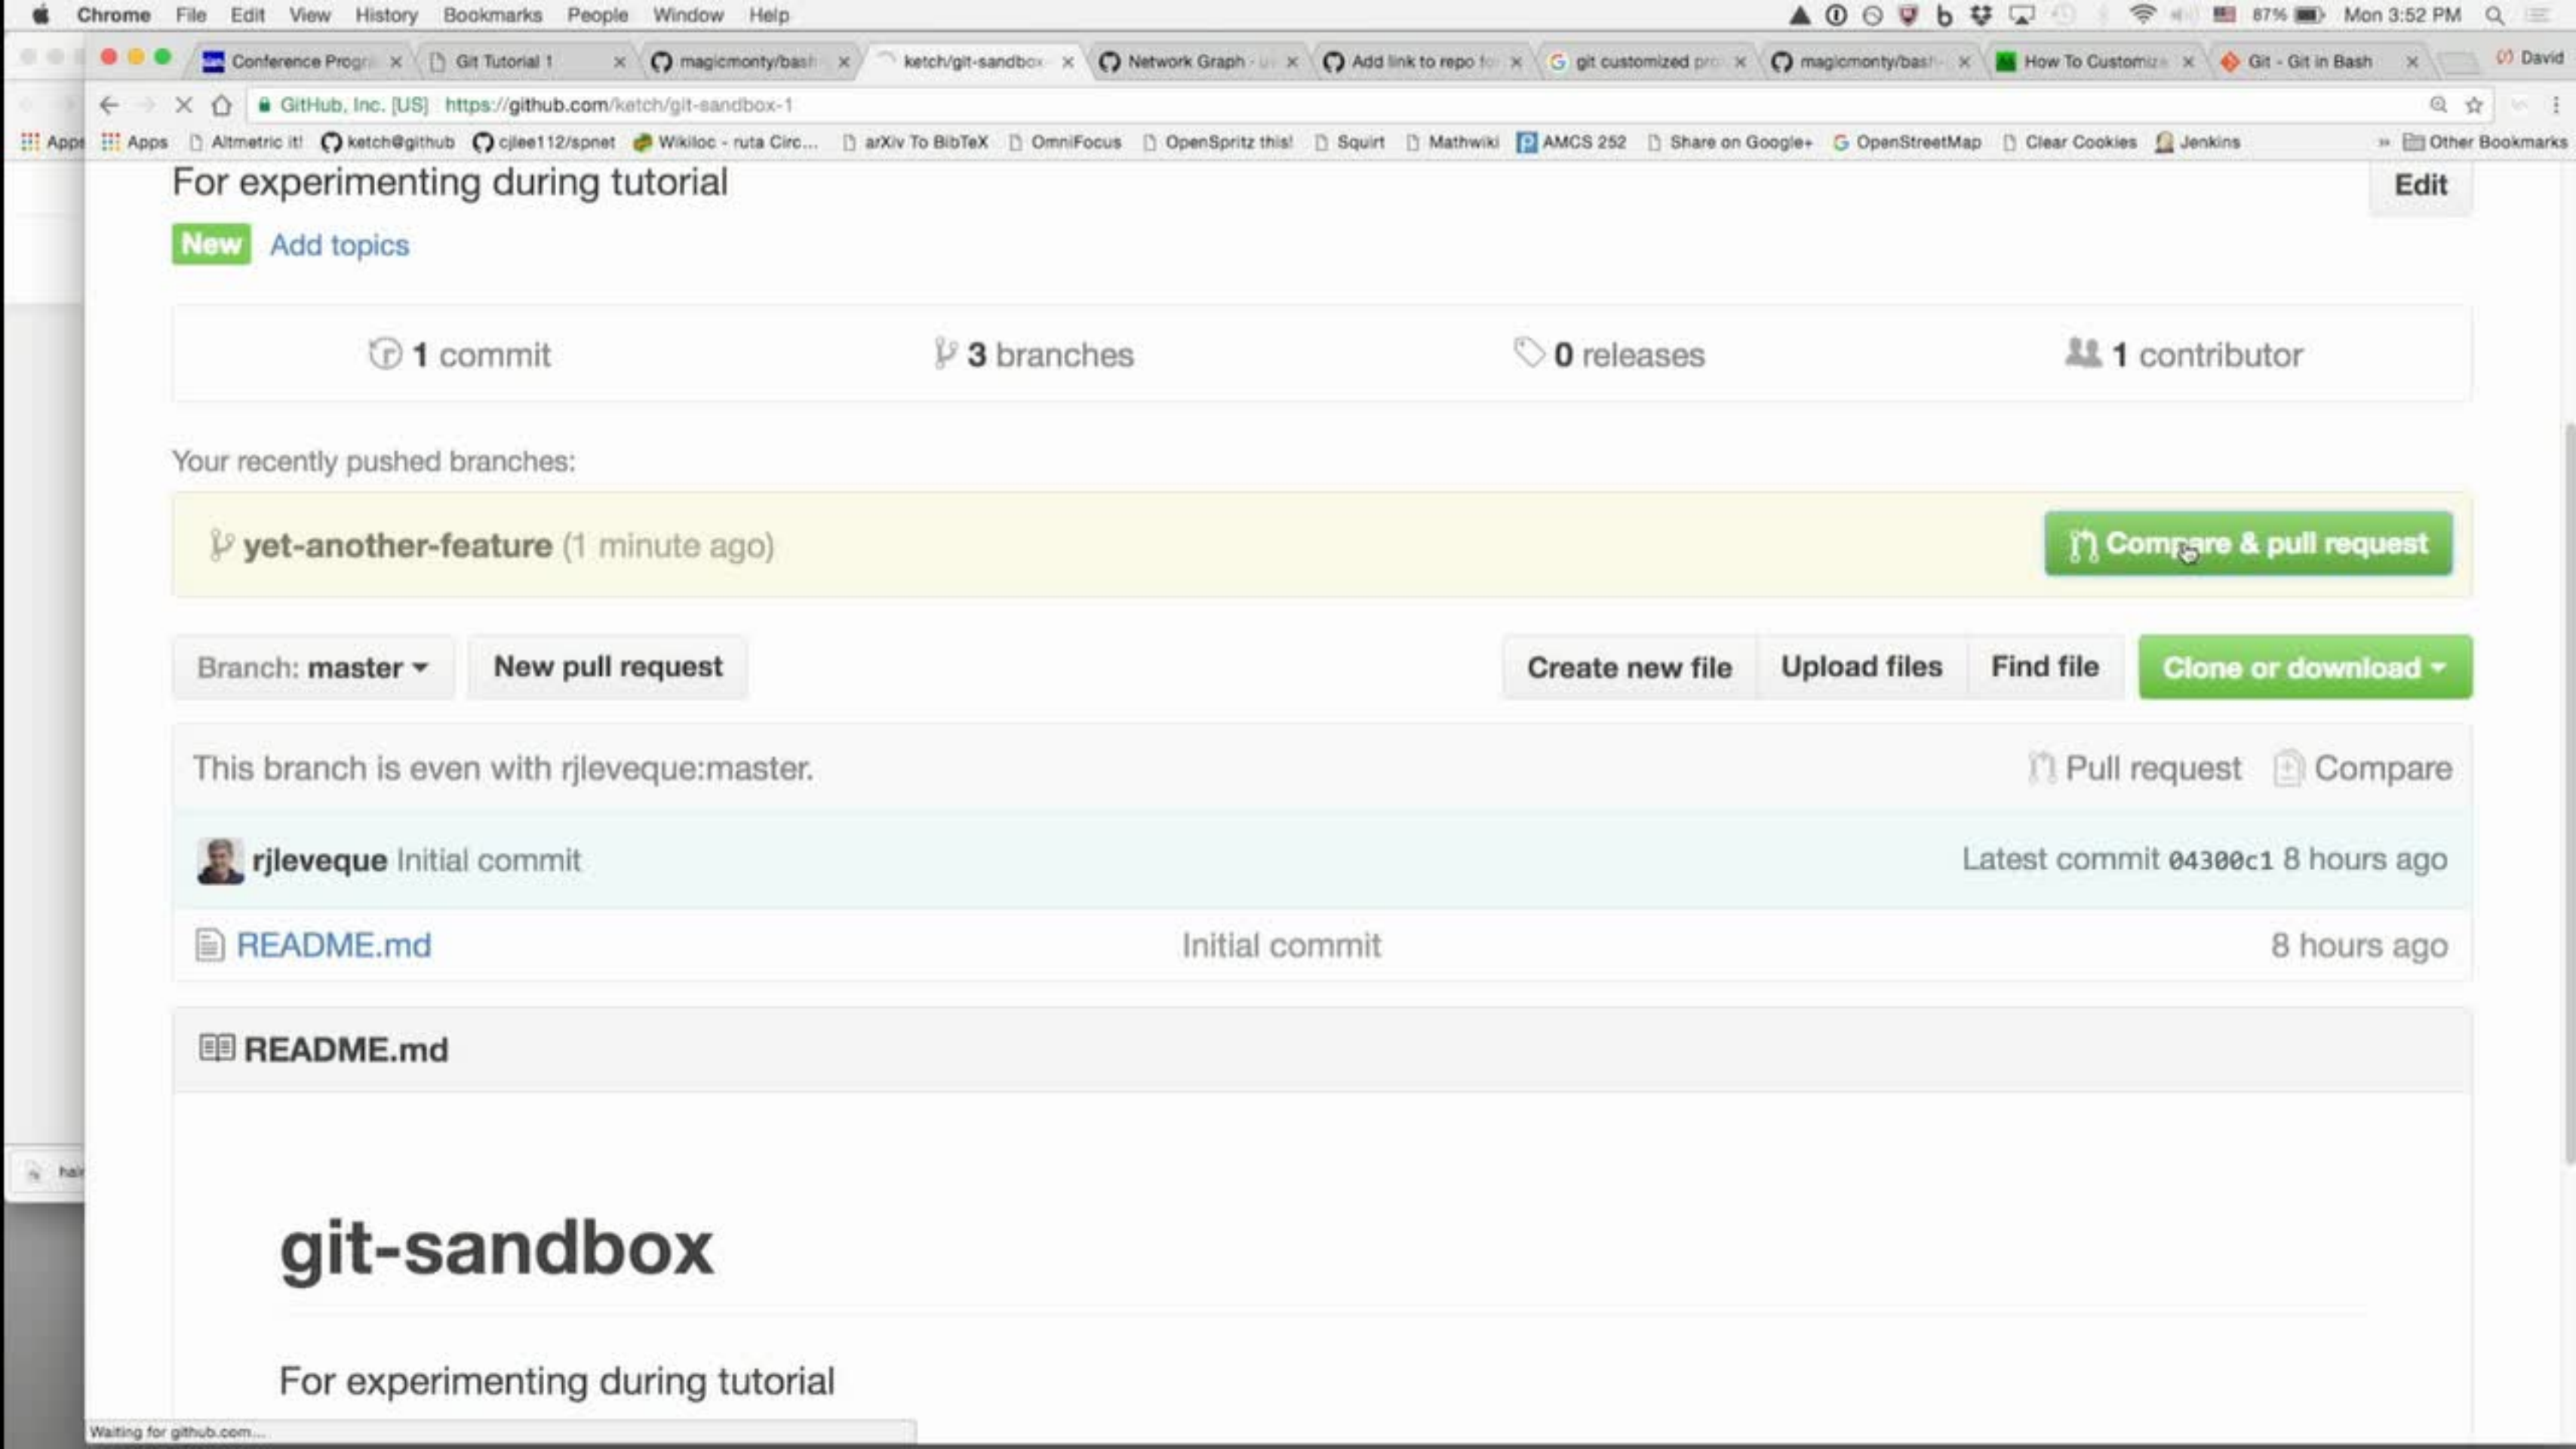 Chrome File Edit View History Bookmarks People Window Help 87% Mon 3:52 PM
Conference Progr Git Tutorial 1 magicmonty/bash ketch/git-sandbox Network Graph Add link to repo git customized magicmonty/bash How To Customize Git - Git in Bash David
GitHub, Inc. [US] https://github.com/ketch/git-sandbox-1
Apps Apps Altmetric it! ketch@github cjlee112/spnet Wikiloc - ruta Circ... arXiv To BibTeX OmniFocus OpenSpritz this! Squirt Mathwiki AMCS 252 Share on Google+ OpenStreetMap Clear Cookies Jenkins » Other Bookmarks
For experimenting during tutorial Edit
New Add topics
1 commit 3 branches 0 releases 1 contributor
Your recently pushed branches:
yet-another-feature (1 minute ago) Compare & pull request
Branch: master New pull request Create new file Upload files Find file Clone or download
This branch is even with rjleveque:master. Pull request Compare
rjleveque Initial commit Latest commit 04300c1 8 hours ago
README.md Initial commit 8 hours ago
README.md
hair
git-sandbox
For experimenting during tutorial
Waiting for github.com...